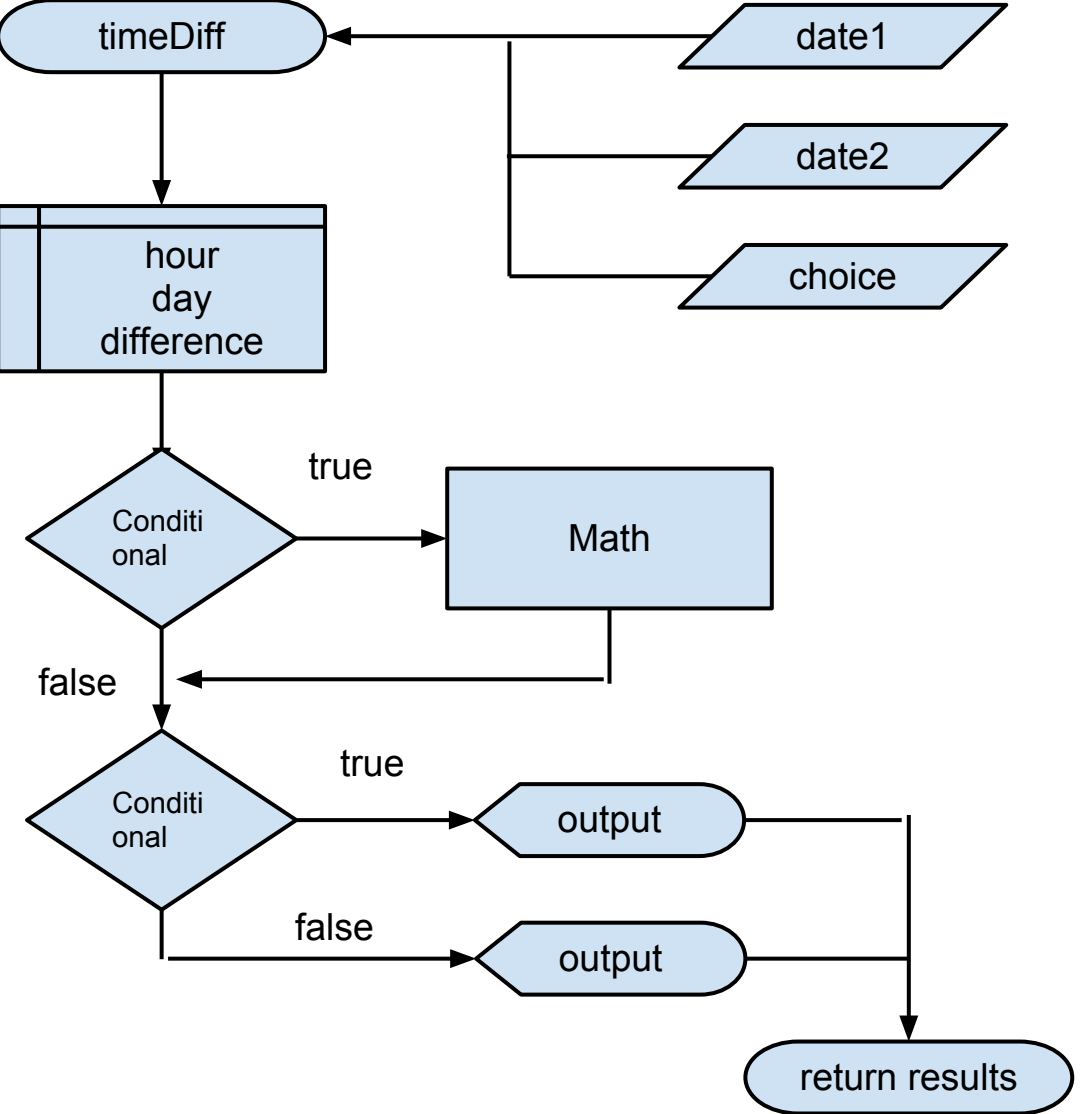 timeDiff
date1
date2
choice
hour
day
difference
true
Conditi
onal
Math
false
true
Conditi
onal
output
false
output
return results